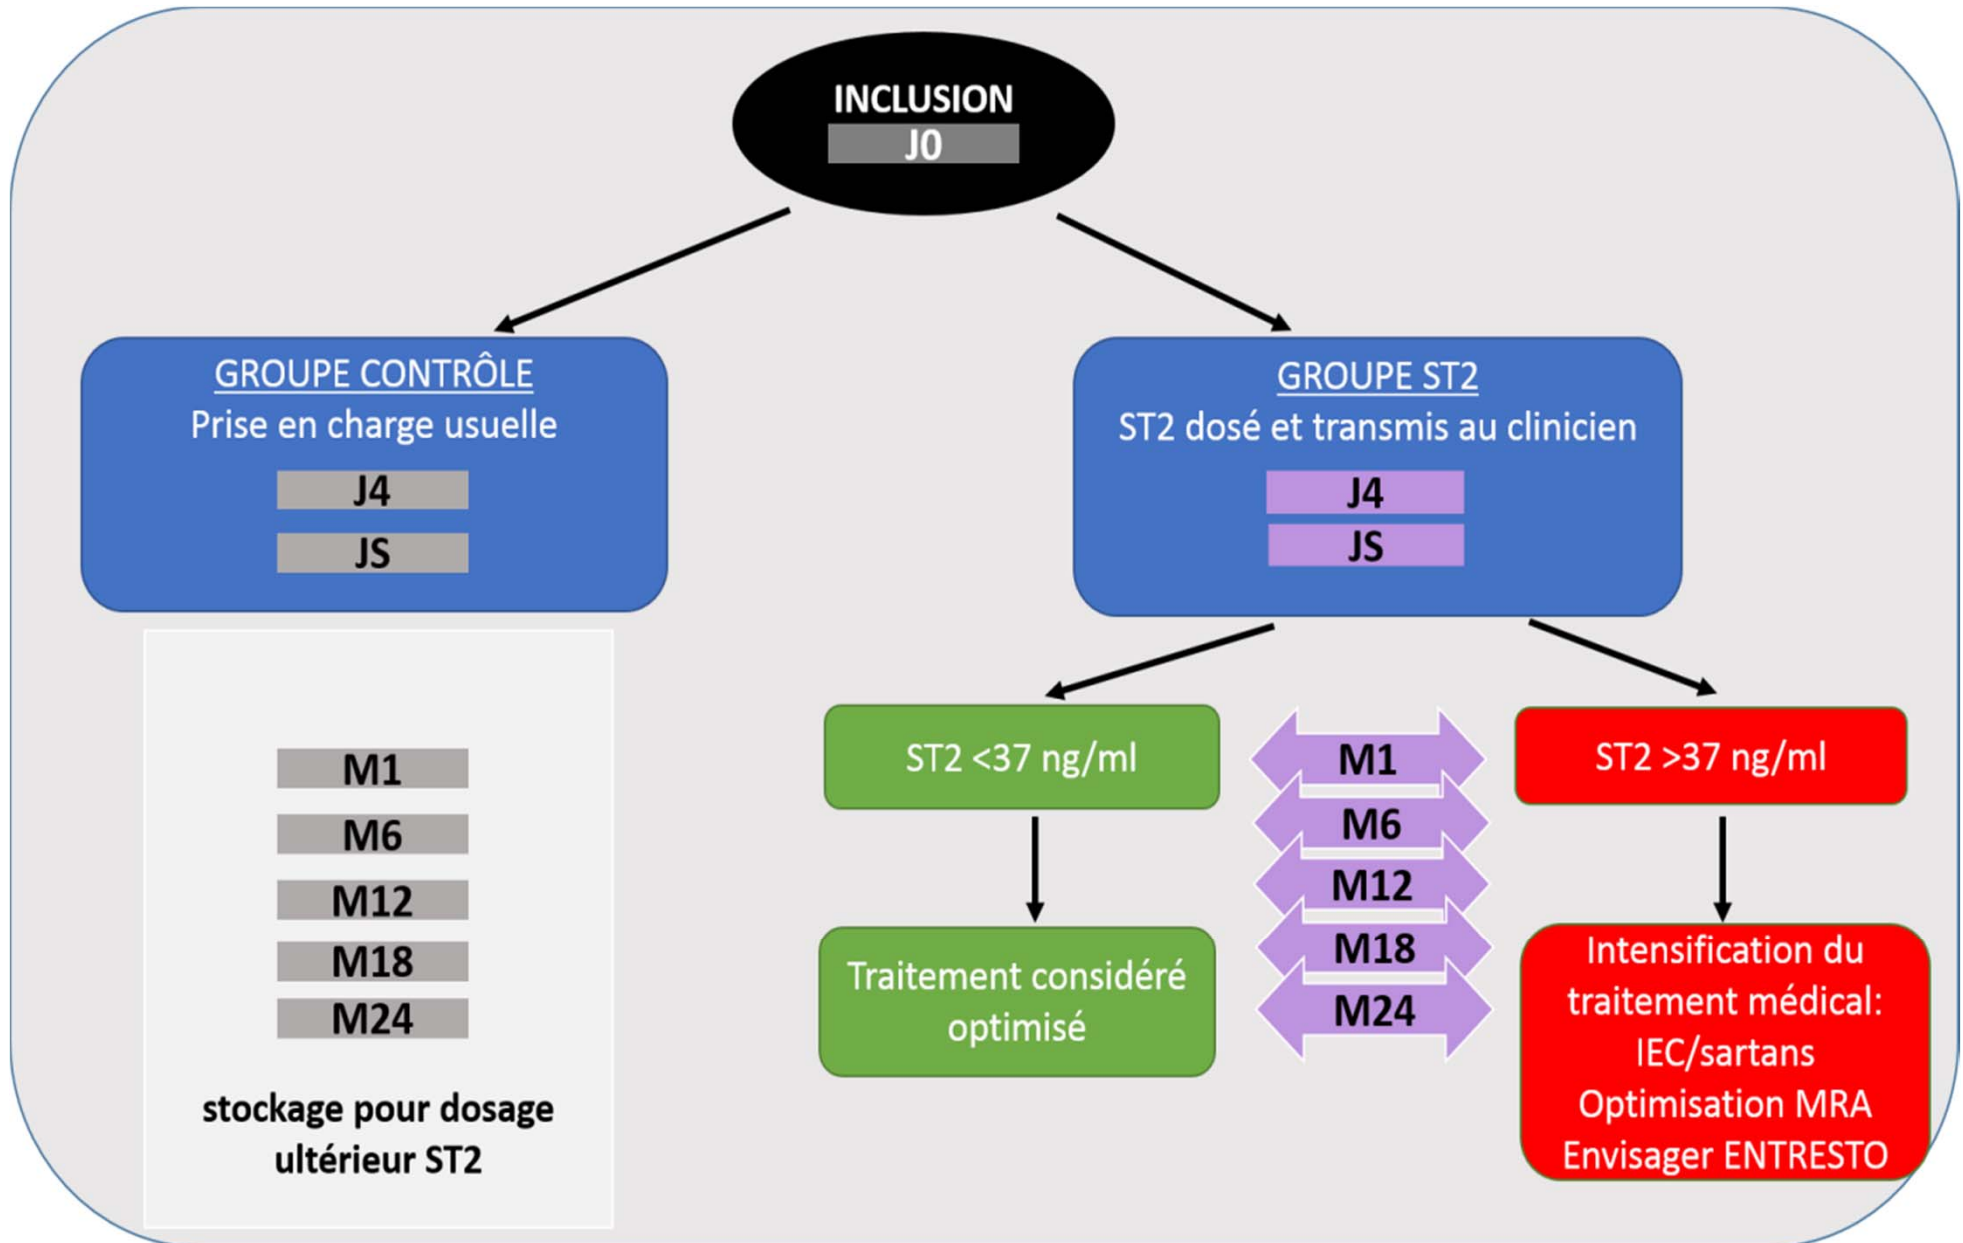 INCLUSION
J0
GROUPE CONTRÔLE
Prise en charge usuelle
J4
JS
M1
M6
M12
M18
M24
stockage pour dosage
ultérieur ST2
GROUPE ST2
ST2 dosé et transmis au clinicien
J4
JS
ST2 <37 ng/ml
Traitement considéré
optimisé
M1
M6
M12
M18
M24
ST2 >37 ng/ml
Intensification du
traitement médical:
IEC/sartans
Optimisation MRA
Envisager ENTRESTO